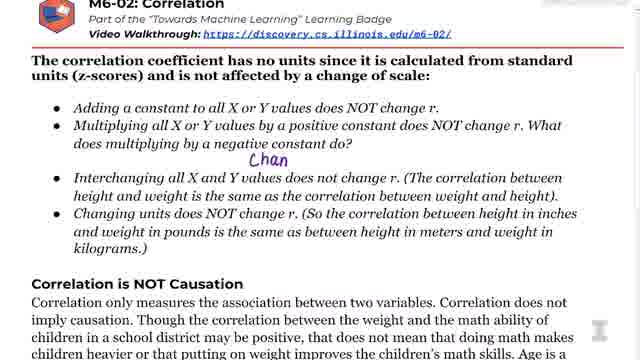 M6-02: Correlation
Part of the “Towards Machine Learning” Learning Badge
Video Walkthrough: https://discovery.cs.illinois.edu/m6-02/
The correlation coefficient has no units since it is calculated from standard
units (z-scores) and is not affected by a change of scale:
● Adding a constant to all X or Y values does NOT change r.
● Multiplying all X or Y values by a positive constant does NOT change r. What
does multiplying by a negative constant do?
Chan
● Interchanging all X and Y values does not change r. (The correlation between
height and weight is the same as the correlation between weight and height).
● Changing units does NOT change r. (So the correlation between height in inches
and weight in pounds is the same as between height in meters and weight in
kilograms.)
Correlation is NOT Causation
Correlation only measures the association between two variables. Correlation does not
imply causation. Though the correlation between the weight and the math ability of
children in a school district may be positive, that does not mean that doing math makes
children heavier or that putting on weight improves the children’s math skills. Age is a